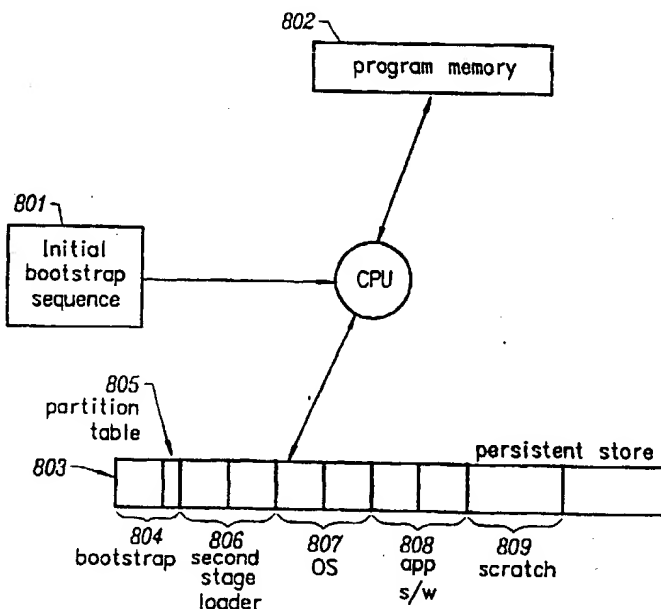 802
program memory
801
Initial
bootstrap
sequence
CPU
805
partition
table
persistent store
803
804
bootstrap
806
second
stage
loader
807
OS
808
app
s/w
809
scratch